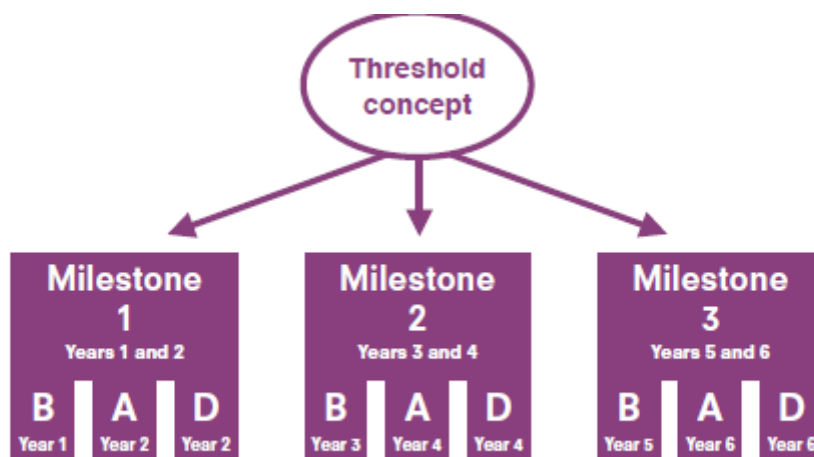 Threshold
concept
Milestone
1
Years 1 and 2
B A D
Year 1 Year 2 Year 2
Milestone
2
Years 3 and 4
B A D
Year 3 Year 4 Year 4
Milestone
3
Years 5 and 6
B A D
Year 5 Year 6 Year 6